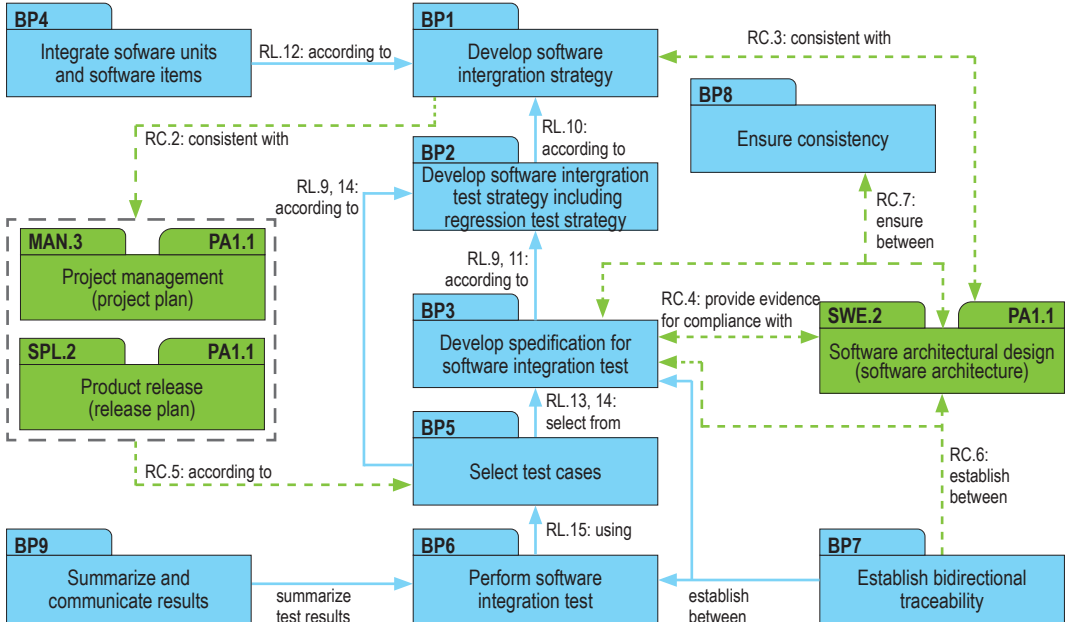 BP4
Integrate sofware units
and software items
RL.12: according to
BP1
Develop software
intergration strategy
RC.3: consistent with
BP8
Ensure consistency
RC.2: consistent with
RL.10:
according to
BP2
Develop software intergration
test strategy including
regression test strategy
RL.9, 14:
according to
RC.7:
ensure
between
MAN.3
PA1.1
Project management
(project plan)
RL.9, 11:
according to
BP3
Develop spedification for
software integration test
RC.4: provide evidence
for compliance with
SWE.2
PA1.1
Software architectural design
(software architecture)
SPL.2
PA1.1
Product release
(release plan)
RL.13, 14:
select from
BP5
Select test cases
RC.5: according to
RC.6:
establish
between
RL.15: using
BP9
Summarize and
communicate results
summarize
test results
BP6
Perform software
integration test
establish
between
BP7
Establish bidirectional
traceability